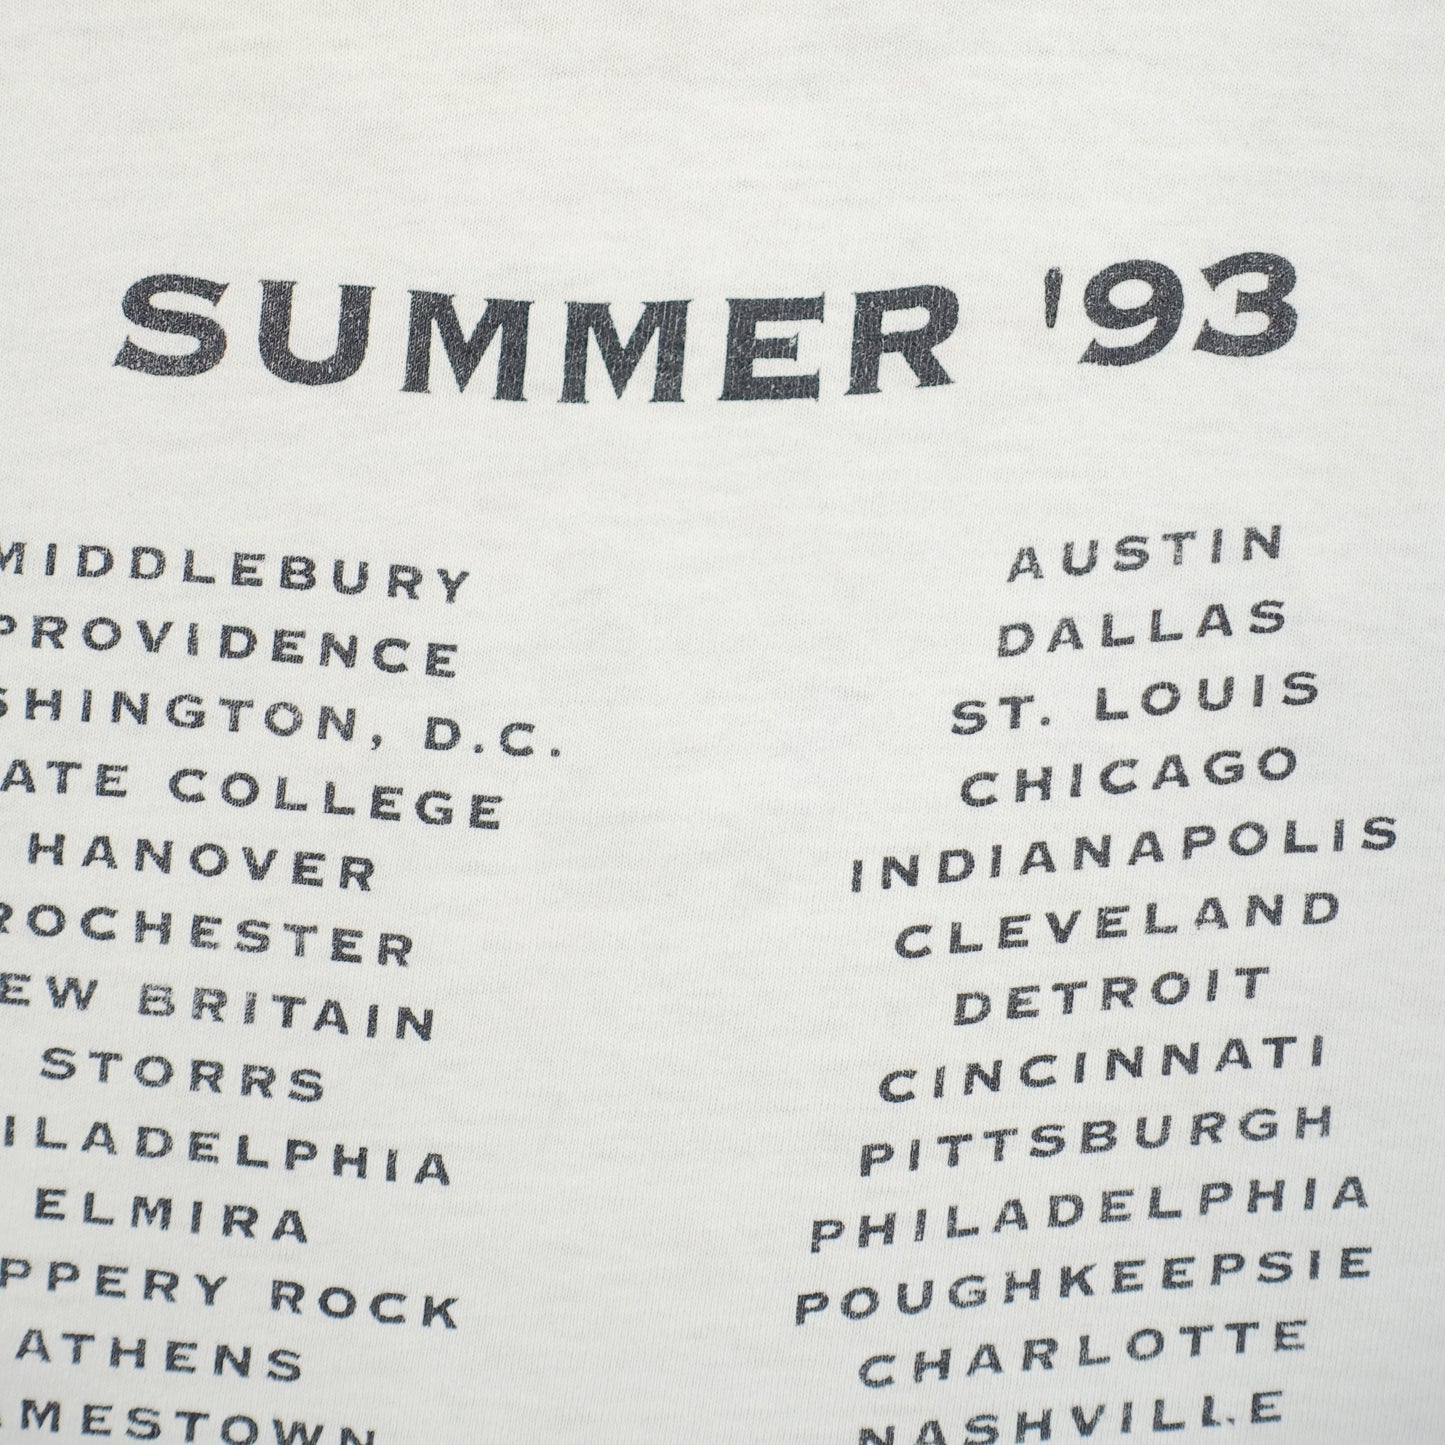 SUMMER '93
MIDDLEBURY
PROVIDENCE
SHINGTON, D.C.
ATE COLLEGE
HANOVER
ROCHESTER
EW BRITAIN
STORRS
ILADELPHIA
ELMIRA
PPERY ROCK
ATHENS
MESTOWN
AUSTIN
DALLAS
ST. LOUIS
CHICAGO
INDIANAPOLIS
CLEVELAND
DETROIT
CINCINNATI
PITTSBURGH
PHILADELPHIA
POUGHKEEPSIE
CHARLOTTE
NASHVILLE